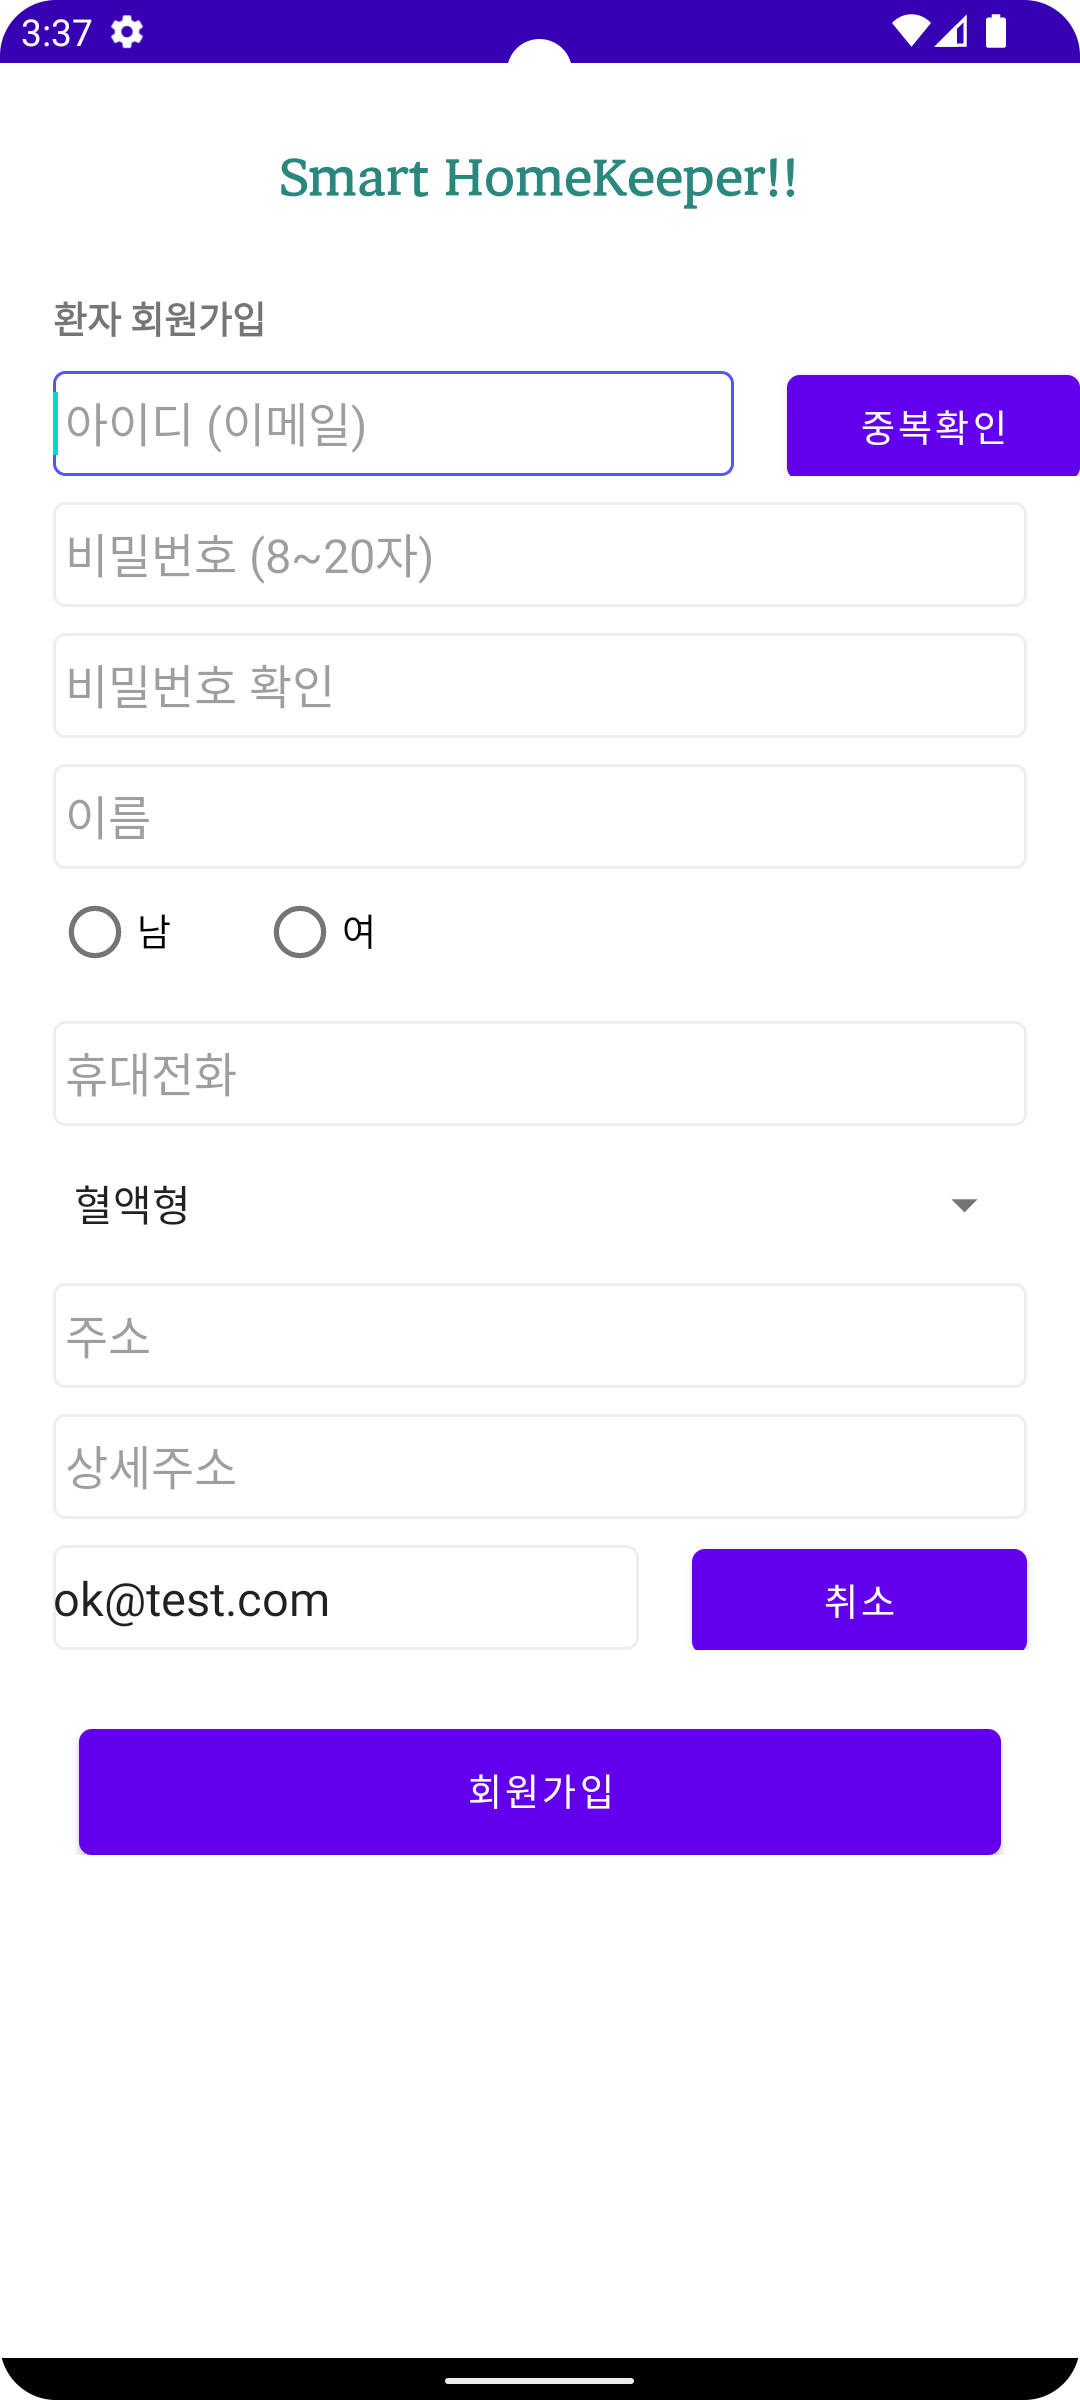 3:37
Smart HomeKeeper!!
환자 회원가입
아이디 (이메일)
중복확인
비밀번호 (8~20자)
비밀번호 확인
이름
남
여
휴대전화
혈액형
주소
상세주소
ok@test.com
취소
회원가입